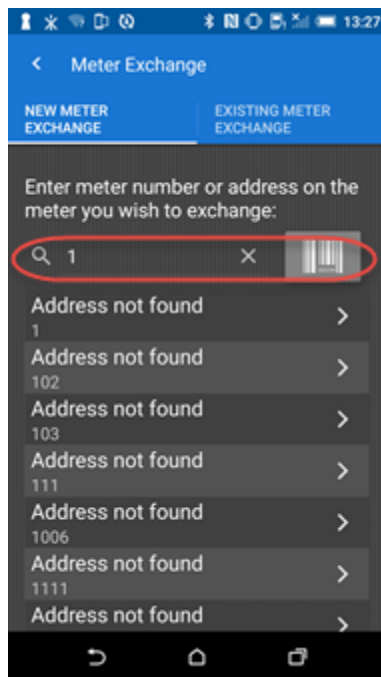 13:27
Meter Exchange
NEW METER EXISTING METER
EXCHANGE EXCHANGE
Enter meter number or address on the
meter you wish to exchange:
1
Address not found
1
Address not found
102
Address not found
103
Address not found
111
Address not found
1006
Address not found
1111
Address not found